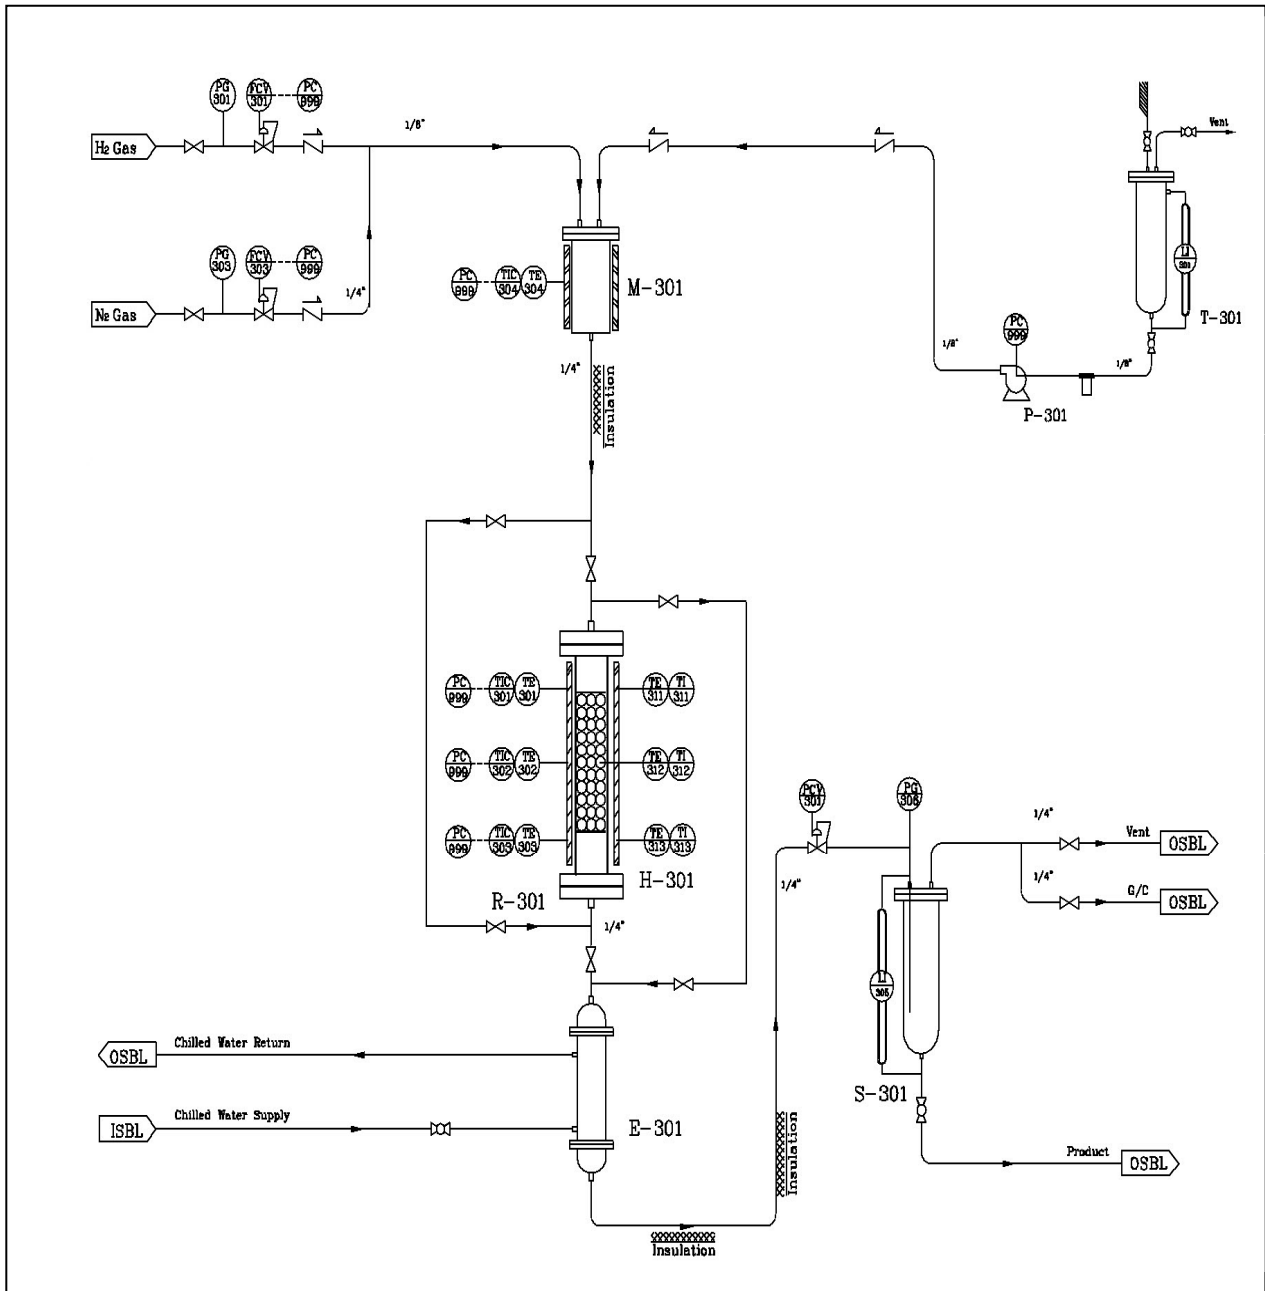 PG
301
FCV
301
PC
999
H2 Gas
1/8"
Vent
PG
303
FCV
303
PC
999
N2 Gas
1/4"
PC
999
TIC
304
TE
304
M-301
LI
301
T-301
PC
999
1/8"
1/8"
P-301
1/4"
Insulation
PC
999
TIC
301
TE
301
TE
311
TI
311
PC
999
TIC
302
TE
302
TE
312
TI
312
PC
999
TIC
303
TE
303
TE
313
TI
313
H-301
R-301
1/4"
PCV
301
PG
306
1/4"
1/4"
Vent
OSBL
1/4"
G/C
OSBL
LI
305
S-301
Chilled Water Return
OSBL
Chilled Water Supply
ISBL
E-301
Insulation
Product
OSBL
Insulation